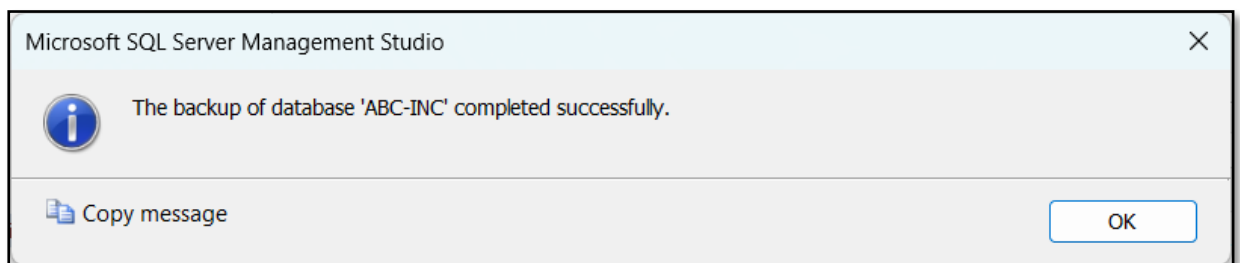 Microsoft SQL Server Management Studio
The backup of database 'ABC-INC' completed successfully.
Copy message
OK